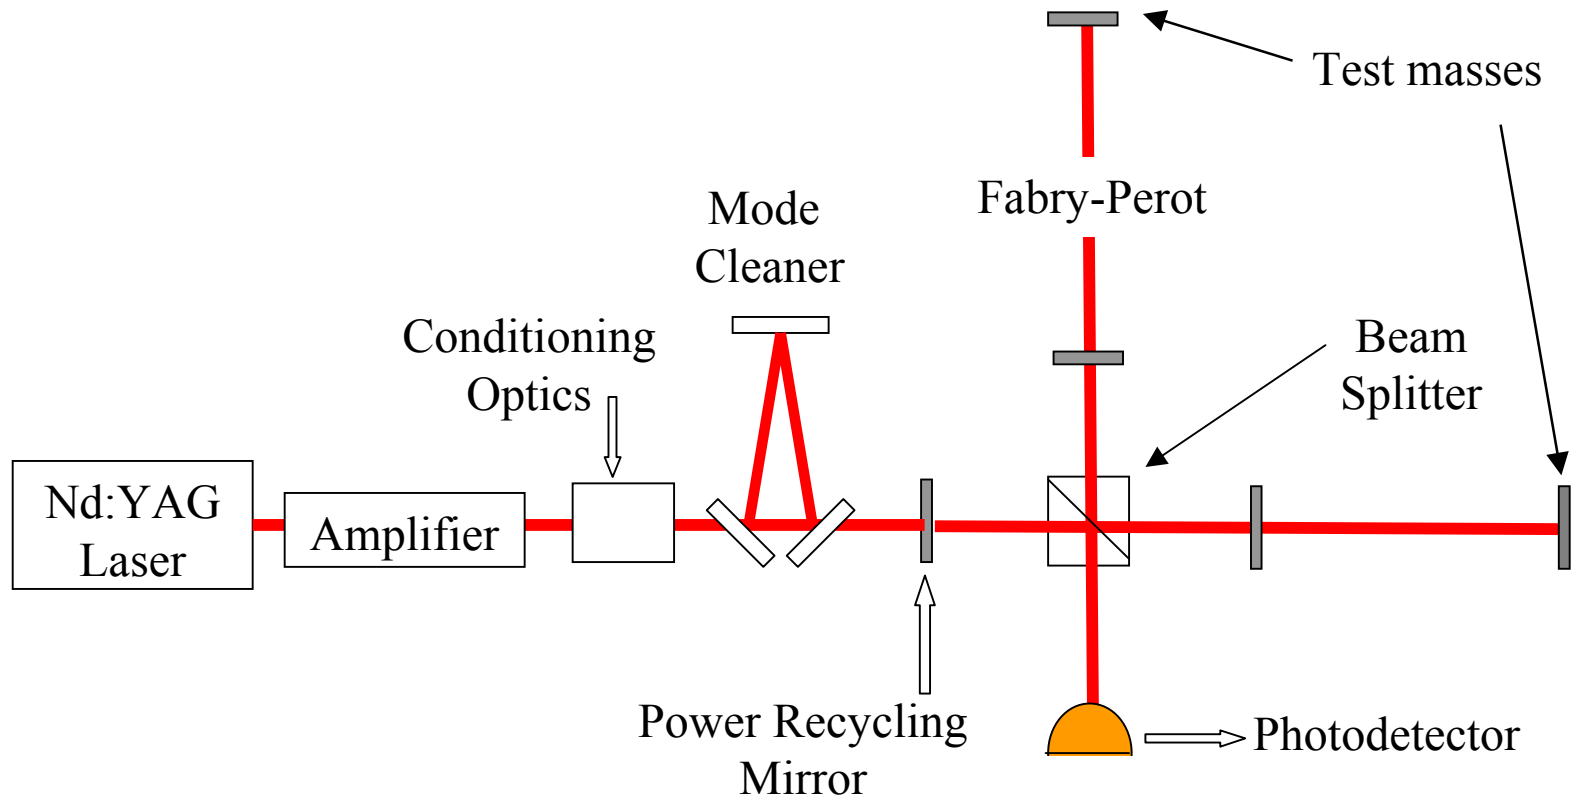 Test masses
Fabry-Perot
Mode
Cleaner
Conditioning
Optics
Beam
Splitter
Nd:YAG
Laser
Amplifier
Power Recycling
Mirror
Photodetector